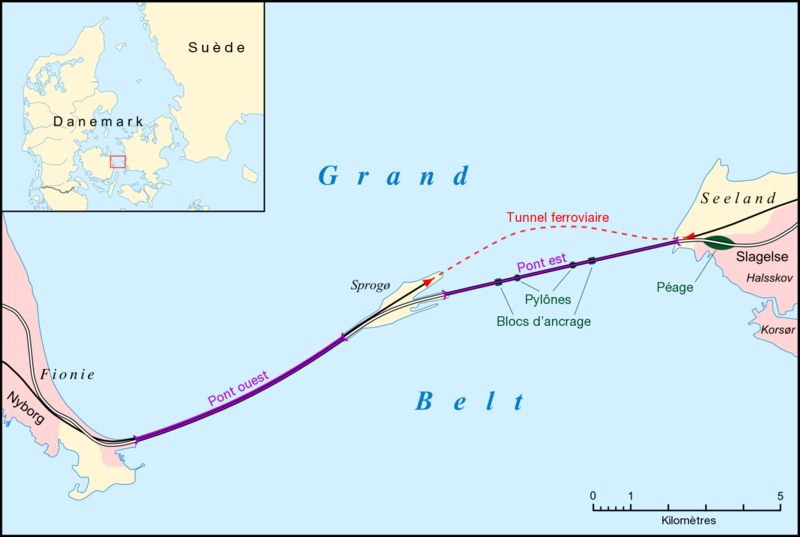 Suède
Danemark
Grand
Seeland
Tunnel ferroviaire
Pont est
Slagelse
Halsskov
Sprogø
Péage
Pylônes
Blocs d'ancrage
Korsør
Fionie
Pont ouest
Nyborg
Belt
0 1 5
Kilomètres